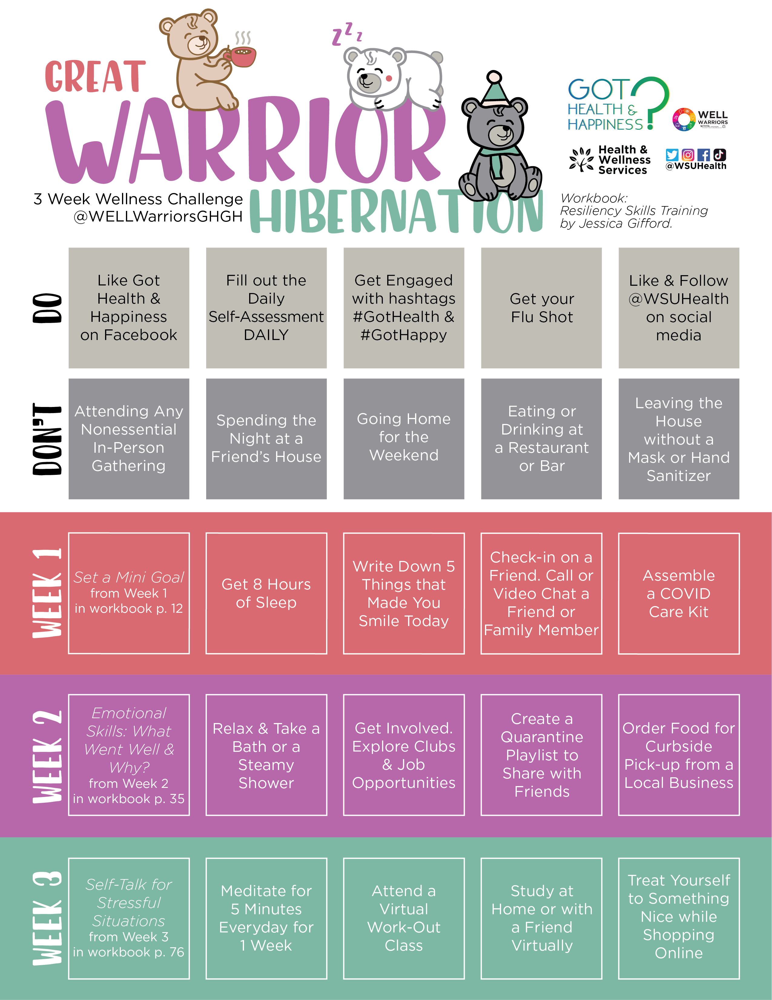 GREAT
WARRIOR
HIBERNATION
z z z
3 Week Wellness Challenge
@WELLWarriorsGHGH
GOT
HEALTH &
HAPPINESS?
WELL
WARRIORS
WINONA
Health &
Wellness
Services
@WSUHealth
Workbook:
Resiliency Skills Training
by Jessica Gifford.
DO
Like Got
Health &
Happiness
on Facebook
Fill out the
Daily
Self-Assessment
DAILY
Get Engaged
with hashtags
#GotHealth &
#GotHappy
Get your
Flu Shot
Like & Follow
@WSUHealth
on social
media
DON'T
Attending Any
Nonessential
In-Person
Gathering
Spending the
Night at a
Friend's House
Going Home
for the
Weekend
Eating or
Drinking at
a Restaurant
or Bar
Leaving the
House
without a
Mask or Hand
Sanitizer
WEEK 1
Set a Mini Goal
from Week 1
in workbook p. 12
Get 8 Hours
of Sleep
Write Down 5
Things that
Made You
Smile Today
Check-in on a
Friend. Call or
Video Chat a
Friend or
Family Member
Assemble
a COVID
Care Kit
WEEK 2
Emotional
Skills: What
Went Well &
Why?
from Week 2
in workbook p. 35
Relax & Take a
Bath or a
Steamy
Shower
Get Involved.
Explore Clubs
& Job
Opportunities
Create a
Quarantine
Playlist to
Share with
Friends
Order Food for
Curbside
Pick-up from a
Local Business
WEEK 3
Self-Talk for
Stressful
Situations
from Week 3
in workbook p. 76
Meditate for
5 Minutes
Everyday for
1 Week
Attend a
Virtual
Work-Out
Class
Study at
Home or with
a Friend
Virtually
Treat Yourself
to Something
Nice while
Shopping
Online